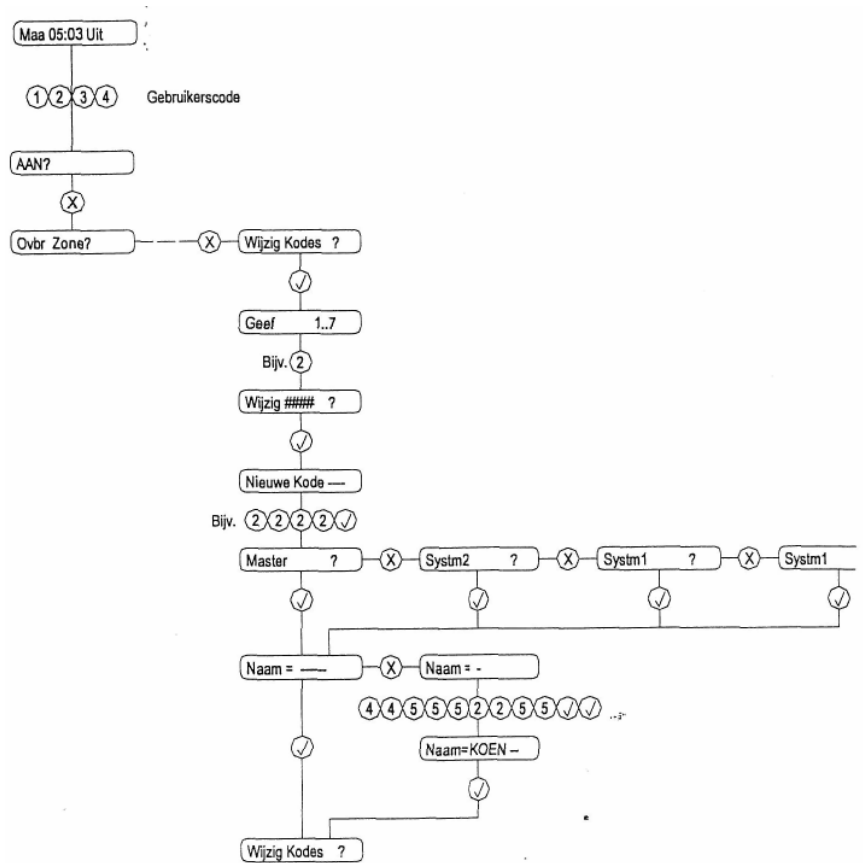 Maa 05:03 Uit
1 2 3 4 Gebruikerscode
AAN?
X
Ovbr Zone? X Wijzig Kodes ?
√
Geef 1..7
Bijv. 2
Wijzig #### ?
√
Nieuwe Kode ----
Bijv. 2 2 2 2 √
Master ? X Systm2 ? X Systm1 ? X Systm1
√ √ √ √
Naam = ----- X Naam = -
4 4 5 5 5 2 2 5 5 √ √
√ Naam=KOEN –
√
Wijzig Kodes ?